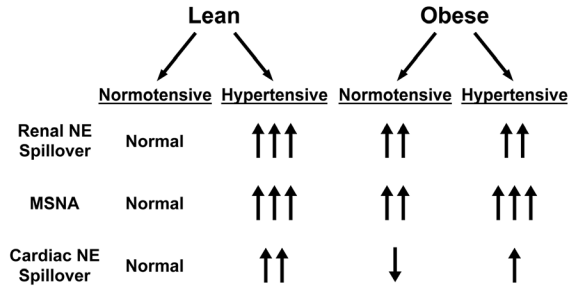 Lean Obese
Normotensive Hypertensive Normotensive Hypertensive
Renal NE
Spillover
Normal
MSNA Normal
Cardiac NE
Spillover
Normal